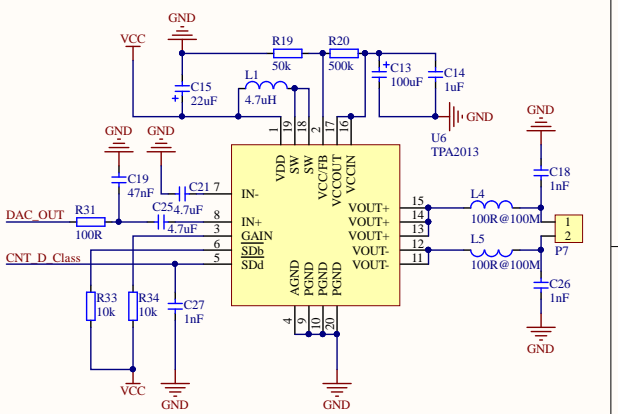 GND
VCC
R19
50k
R20
500k
C15
22uF
L1
4.7uH
C13
100uF
C14
1uF
GND
GND
GND
GND
1
19
18
2
17
16
U6
TPA2013
VDD
SW
SW
VCC/FB
VCCOUT
VCCIN
C19
47nF
C21
4.7uF
7
IN-
C18
1nF
DAC_OUT
R31
100R
C25
4.7uF
8
IN+
3
GAIN
6
SDb
5
SDd
CNT_D_Class
VOUT+
15
VOUT+
14
VOUT+
13
VOUT-
12
VOUT-
11
L4
100R@100M
L5
100R@100M
1
2
P7
R33
10k
R34
10k
C27
1nF
AGND
PGND
PGND
PGND
4
9
10
20
C26
1nF
GND
VCC
GND
GND